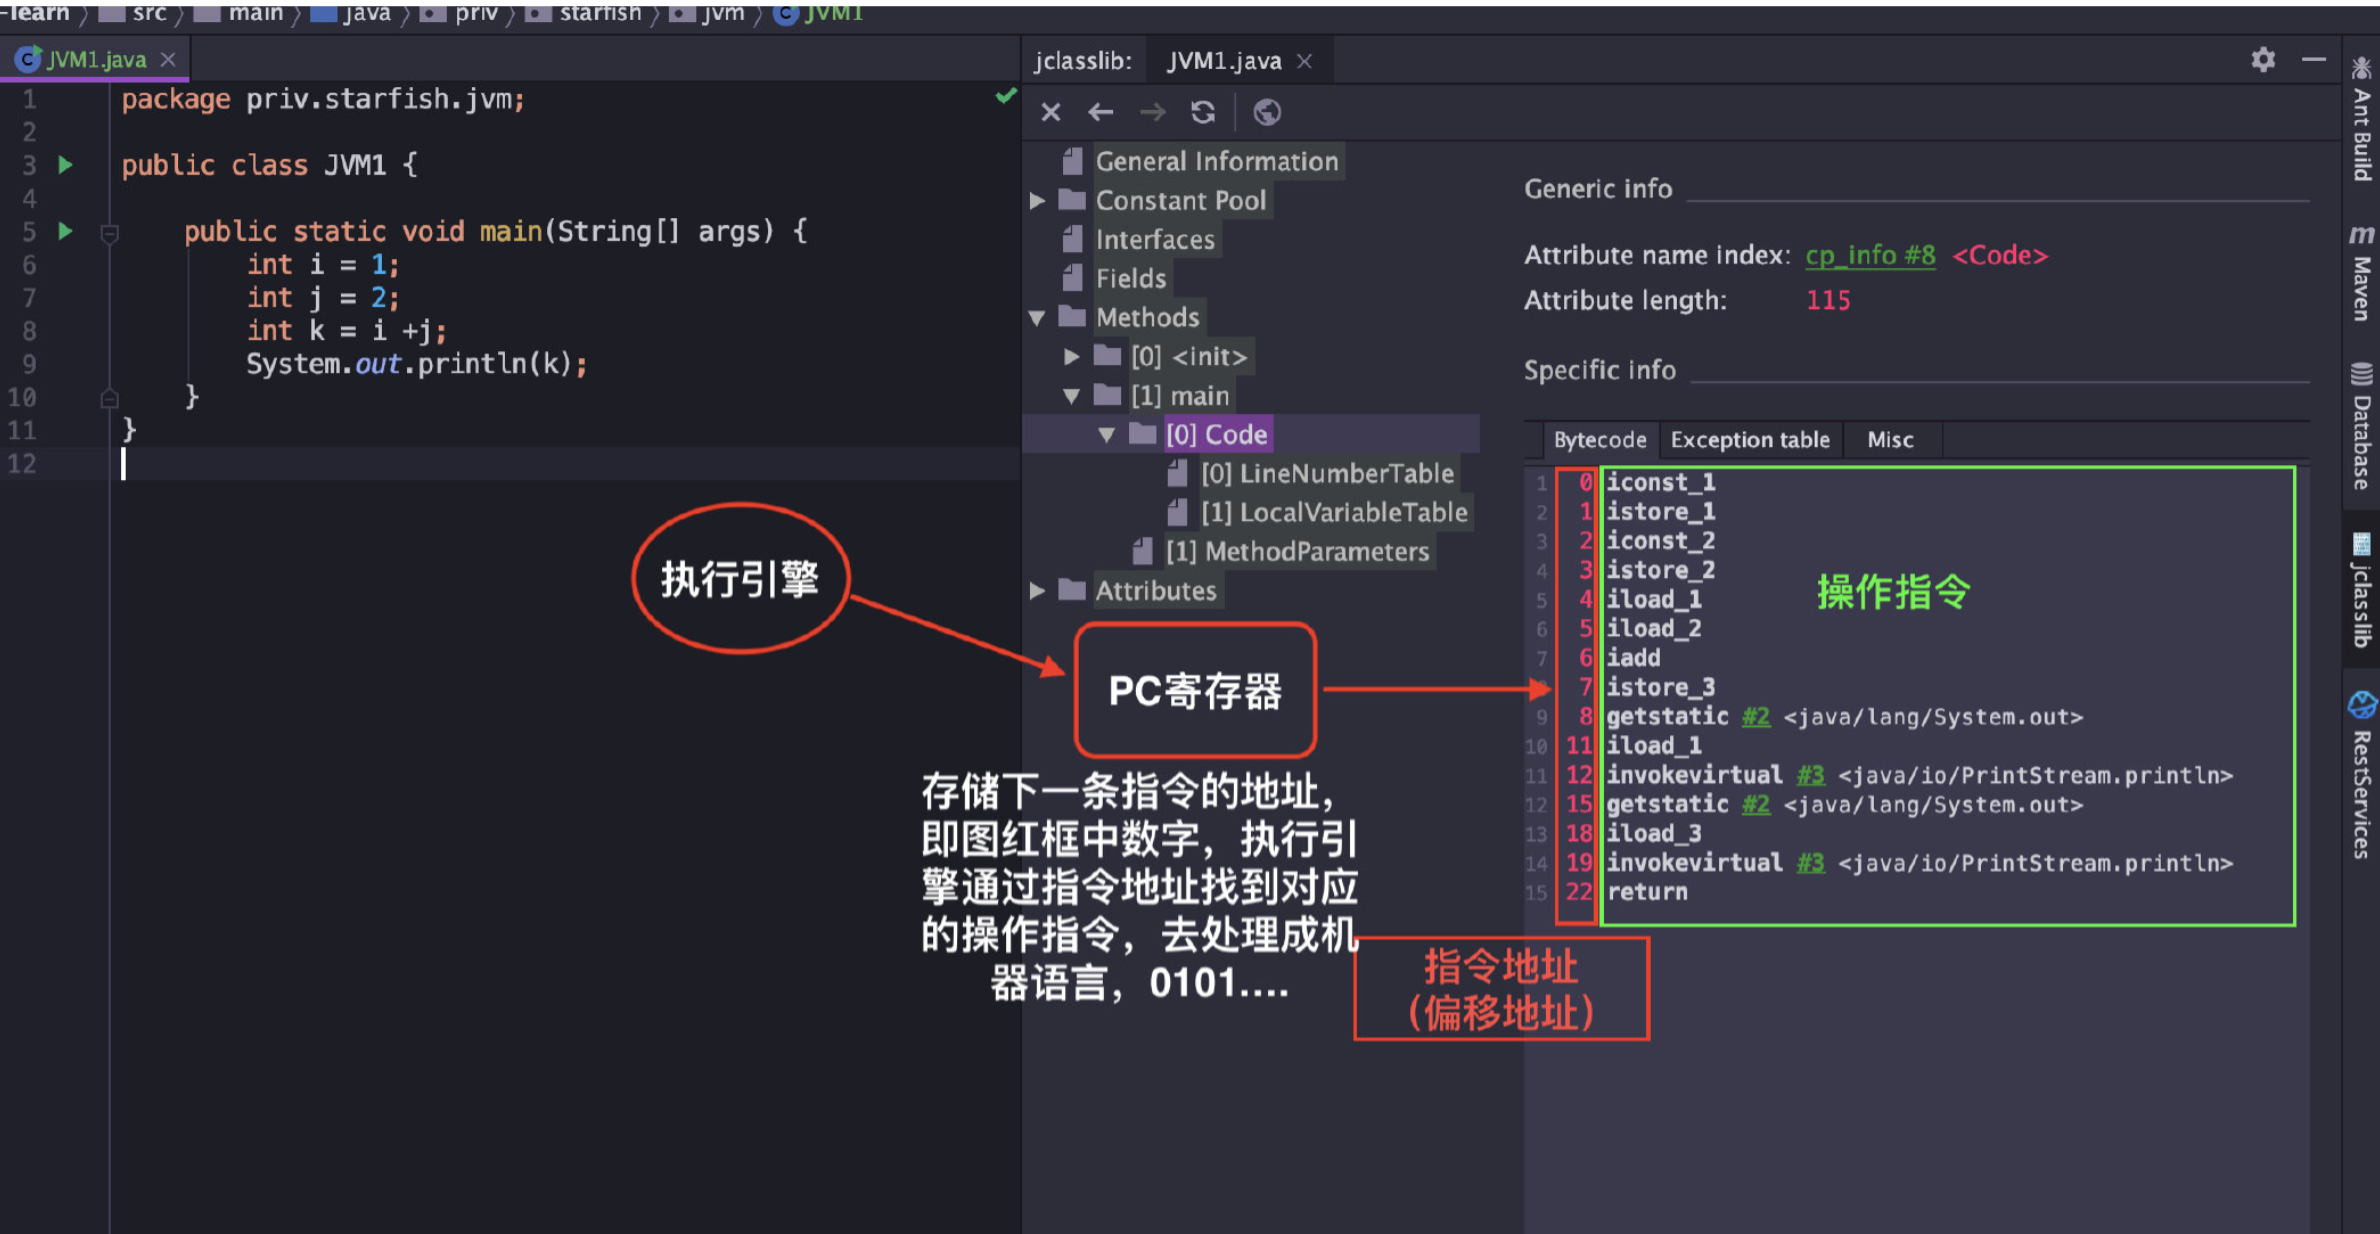 -learn src main java priv starfish jvm JVM1
JVM1.java
jclasslib: JVM1.java
1 package priv.starfish.jvm;
2
3 public class JVM1 {
4
5 public static void main(String[] args) {
6 int i = 1;
7 int j = 2;
8 int k = i +j;
9 System.out.println(k);
10 }
11 }
12
General Information
Constant Pool
Interfaces
Fields
Methods
[0] <init>
[1] main
[0] Code
[0] LineNumberTable
[1] LocalVariableTable
[1] MethodParameters
Attributes
Generic info
Attribute name index: cp_info #8 <Code>
Attribute length: 115
Specific info
Bytecode Exception table Misc
1 0 iconst_1
2 1 istore_1
3 2 iconst_2
4 3 istore_2
5 4 iload_1
6 5 iload_2
7 6 iadd
7 istore_3
9 8 getstatic #2 <java/lang/System.out>
10 11 iload_1
11 12 invokevirtual #3 <java/io/PrintStream.println>
12 15 getstatic #2 <java/lang/System.out>
13 18 iload_3
14 19 invokevirtual #3 <java/io/PrintStream.println>
15 22 return
操作指令
执行引擎
PC寄存器
存储下一条指令的地址，
即图红框中数字，执行引
擎通过指令地址找到对应
的操作指令，去处理成机
器语言，0101....
指令地址
（偏移地址）
Ant Build
Maven
Database
jclasslib
RestServices